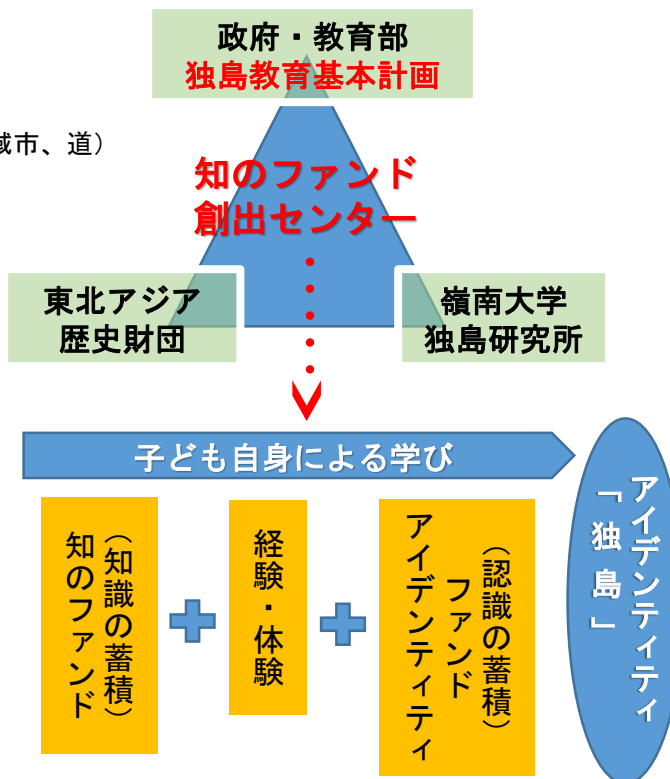 政府・教育部
独島教育基本計画
域市、道）
知のファンド
創出センター
東北アジア
歴史財団
嶺南大学
独島研究所
子ども自身による学び
知のファンド
（知識の蓄積）
経験・体験
アイデンティティ
ファンド
（認識の蓄積）
「独島」
アイデンティティ